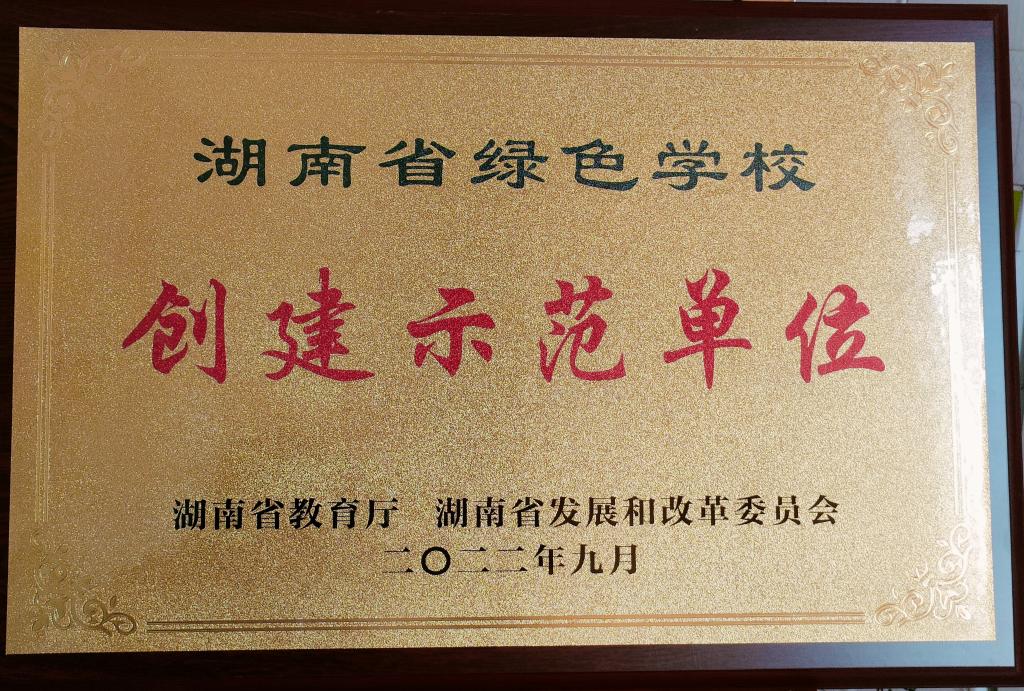 湖南省绿色学校
创建示范单位
湖南省教育厅 湖南省发展和改革委员会
二〇二二年九月